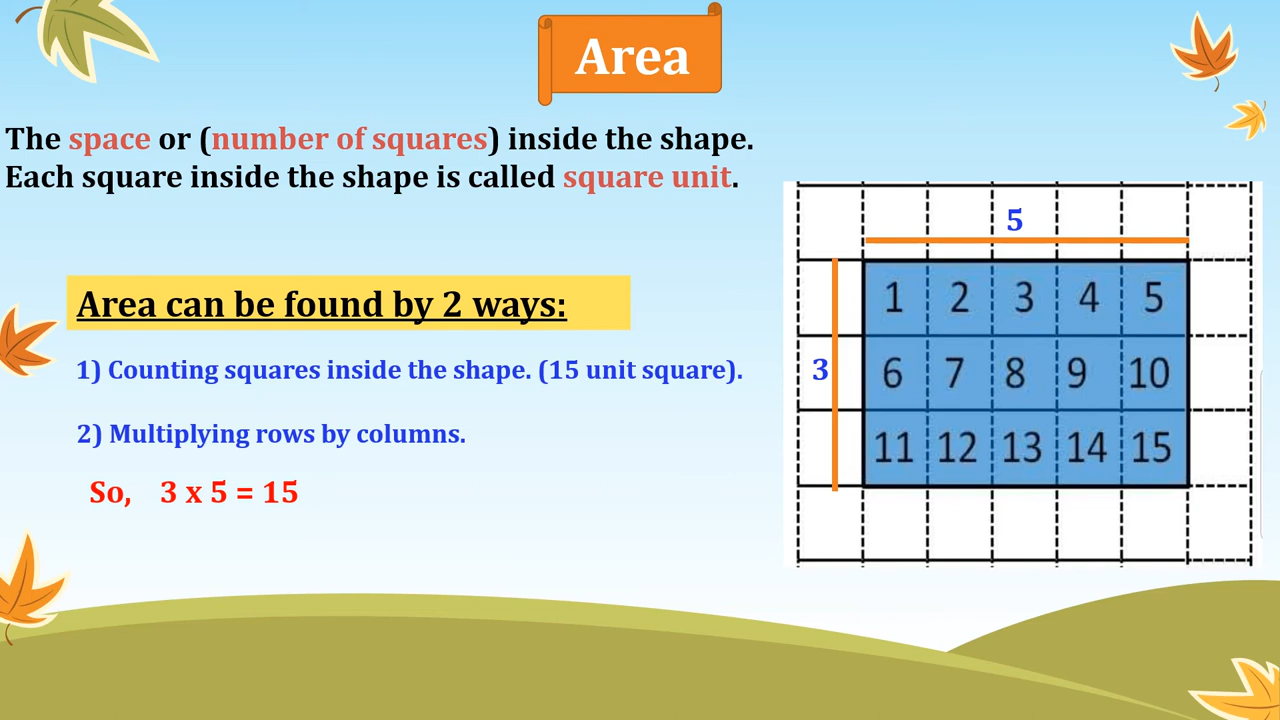 Area
The space or (number of squares) inside the shape.
Each square inside the shape is called square unit.
Area can be found by 2 ways:
1) Counting squares inside the shape. (15 unit square).
2) Multiplying rows by columns.
So, 3 x 5 = 15
5
3
1 2 3 4 5
6 7 8 9 10
11 12 13 14 15